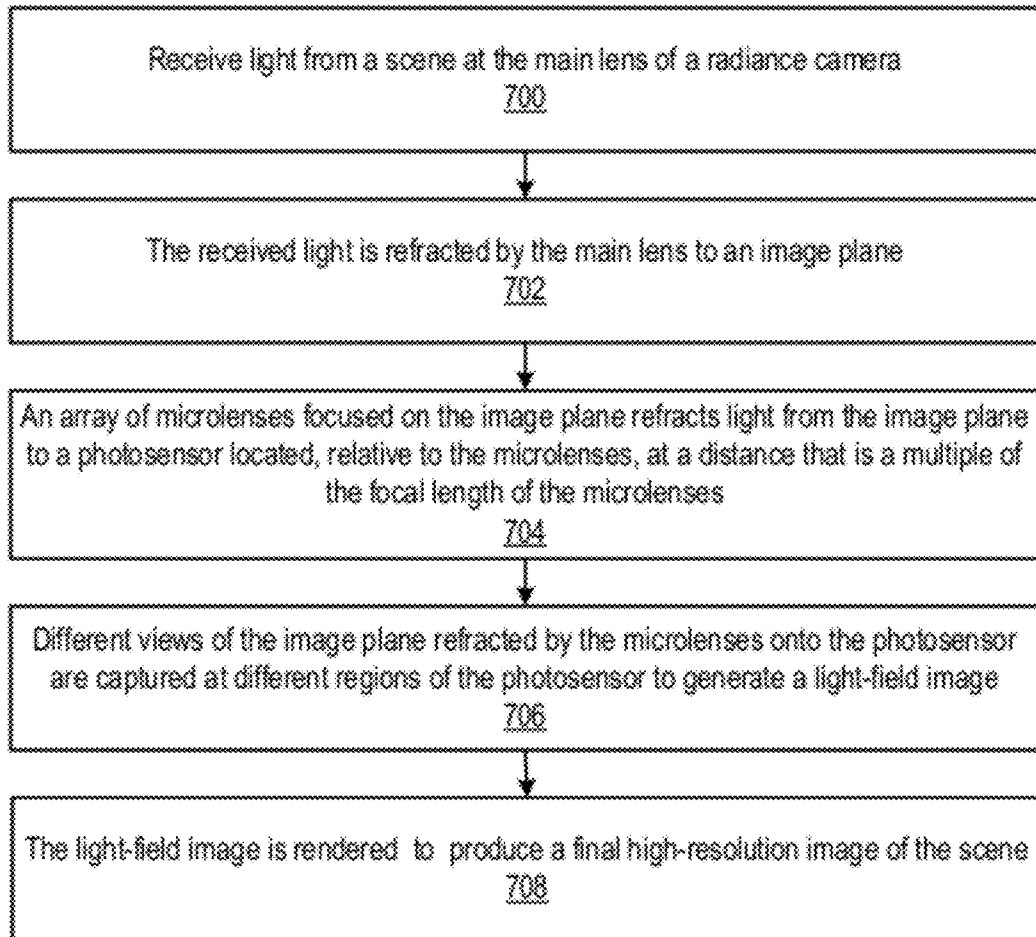 Receive light from a scene at the main lens of a radiance camera
700
The received light is refracted by the main lens to an image plane
702
An array of microlenses focused on the image plane refracts light from the image plane
to a photosensor located, relative to the microlenses, at a distance that is a multiple of
the focal length of the microlenses
704
Different views of the image plane refracted by the microlenses onto the photosensor
are captured at different regions of the photosensor to generate a light-field image
706
The light-field image is rendered to produce a final high-resolution image of the scene
708